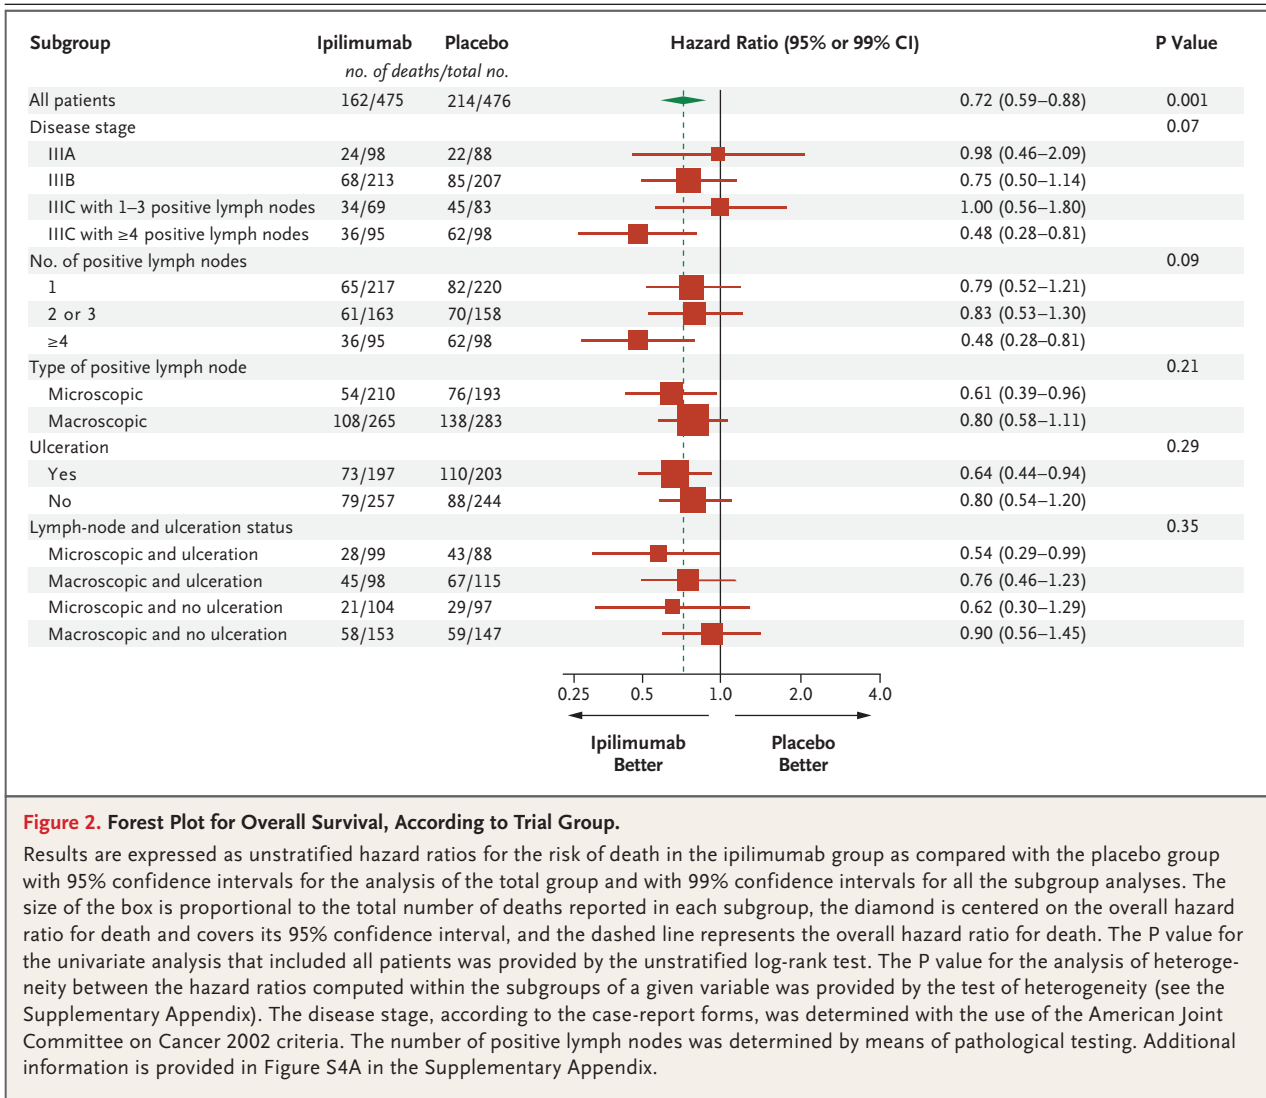 Subgroup Ipilimumab Placebo Hazard Ratio (95% or 99% CI) P Value
no. of deaths/total no.
All patients 162/475 214/476 0.72 (0.59–0.88) 0.001
Disease stage 0.07
IIIA 24/98 22/88 0.98 (0.46–2.09)
IIIB 68/213 85/207 0.75 (0.50–1.14)
IIIC with 1–3 positive lymph nodes 34/69 45/83 1.00 (0.56–1.80)
IIIC with ≥4 positive lymph nodes 36/95 62/98 0.48 (0.28–0.81)
No. of positive lymph nodes 0.09
1 65/217 82/220 0.79 (0.52–1.21)
2 or 3 61/163 70/158 0.83 (0.53–1.30)
≥4 36/95 62/98 0.48 (0.28–0.81)
Type of positive lymph node 0.21
Microscopic 54/210 76/193 0.61 (0.39–0.96)
Macroscopic 108/265 138/283 0.80 (0.58–1.11)
Ulceration 0.29
Yes 73/197 110/203 0.64 (0.44–0.94)
No 79/257 88/244 0.80 (0.54–1.20)
Lymph-node and ulceration status 0.35
Microscopic and ulceration 28/99 43/88 0.54 (0.29–0.99)
Macroscopic and ulceration 45/98 67/115 0.76 (0.46–1.23)
Microscopic and no ulceration 21/104 29/97 0.62 (0.30–1.29)
Macroscopic and no ulceration 58/153 59/147 0.90 (0.56–1.45)
0.25 0.5 1.0 2.0 4.0
Ipilimumab Placebo
Better Better
Figure 2. Forest Plot for Overall Survival, According to Trial Group.
Results are expressed as unstratified hazard ratios for the risk of death in the ipilimumab group as compared with the placebo group
with 95% confidence intervals for the analysis of the total group and with 99% confidence intervals for all the subgroup analyses. The
size of the box is proportional to the total number of deaths reported in each subgroup, the diamond is centered on the overall hazard
ratio for death and covers its 95% confidence interval, and the dashed line represents the overall hazard ratio for death. The P value for
the univariate analysis that included all patients was provided by the unstratified log-rank test. The P value for the analysis of heteroge-
neity between the hazard ratios computed within the subgroups of a given variable was provided by the test of heterogeneity (see the
Supplementary Appendix). The disease stage, according to the case-report forms, was determined with the use of the American Joint
Committee on Cancer 2002 criteria. The number of positive lymph nodes was determined by means of pathological testing. Additional
information is provided in Figure S4A in the Supplementary Appendix.